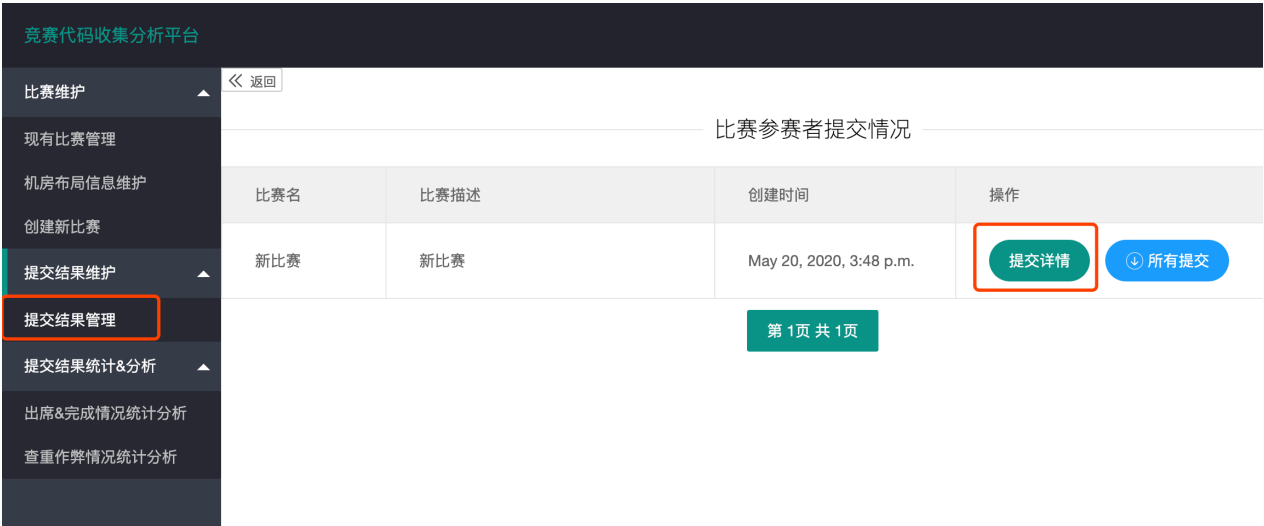 竞赛代码收集分析平台
比赛维护
现有比赛管理
机房布局信息维护
创建新比赛
提交结果维护
提交结果管理
提交结果统计&分析
出席&完成情况统计分析
查重作弊情况统计分析
返回
比赛参赛者提交情况
比赛名 比赛描述 创建时间 操作
新比赛 新比赛 May 20, 2020, 3:48 p.m. 提交详情 所有提交
第 1页 共 1页